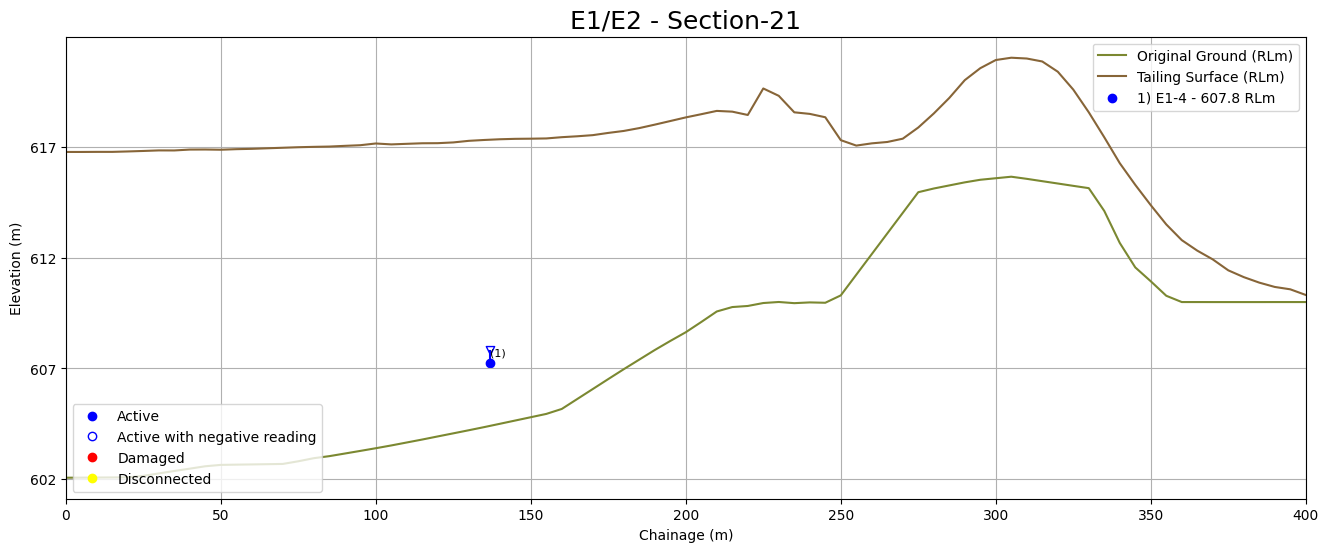 E1/E2 - Section-21
Original Ground (RLm)
Tailing Surface (RLm)
1) E1-4 - 607.8 RLm
617
612
607
602
Elevation (m)
(1)
Active
Active with negative reading
Damaged
Disconnected
0 50 100 150 200 250 300 350 400
Chainage (m)